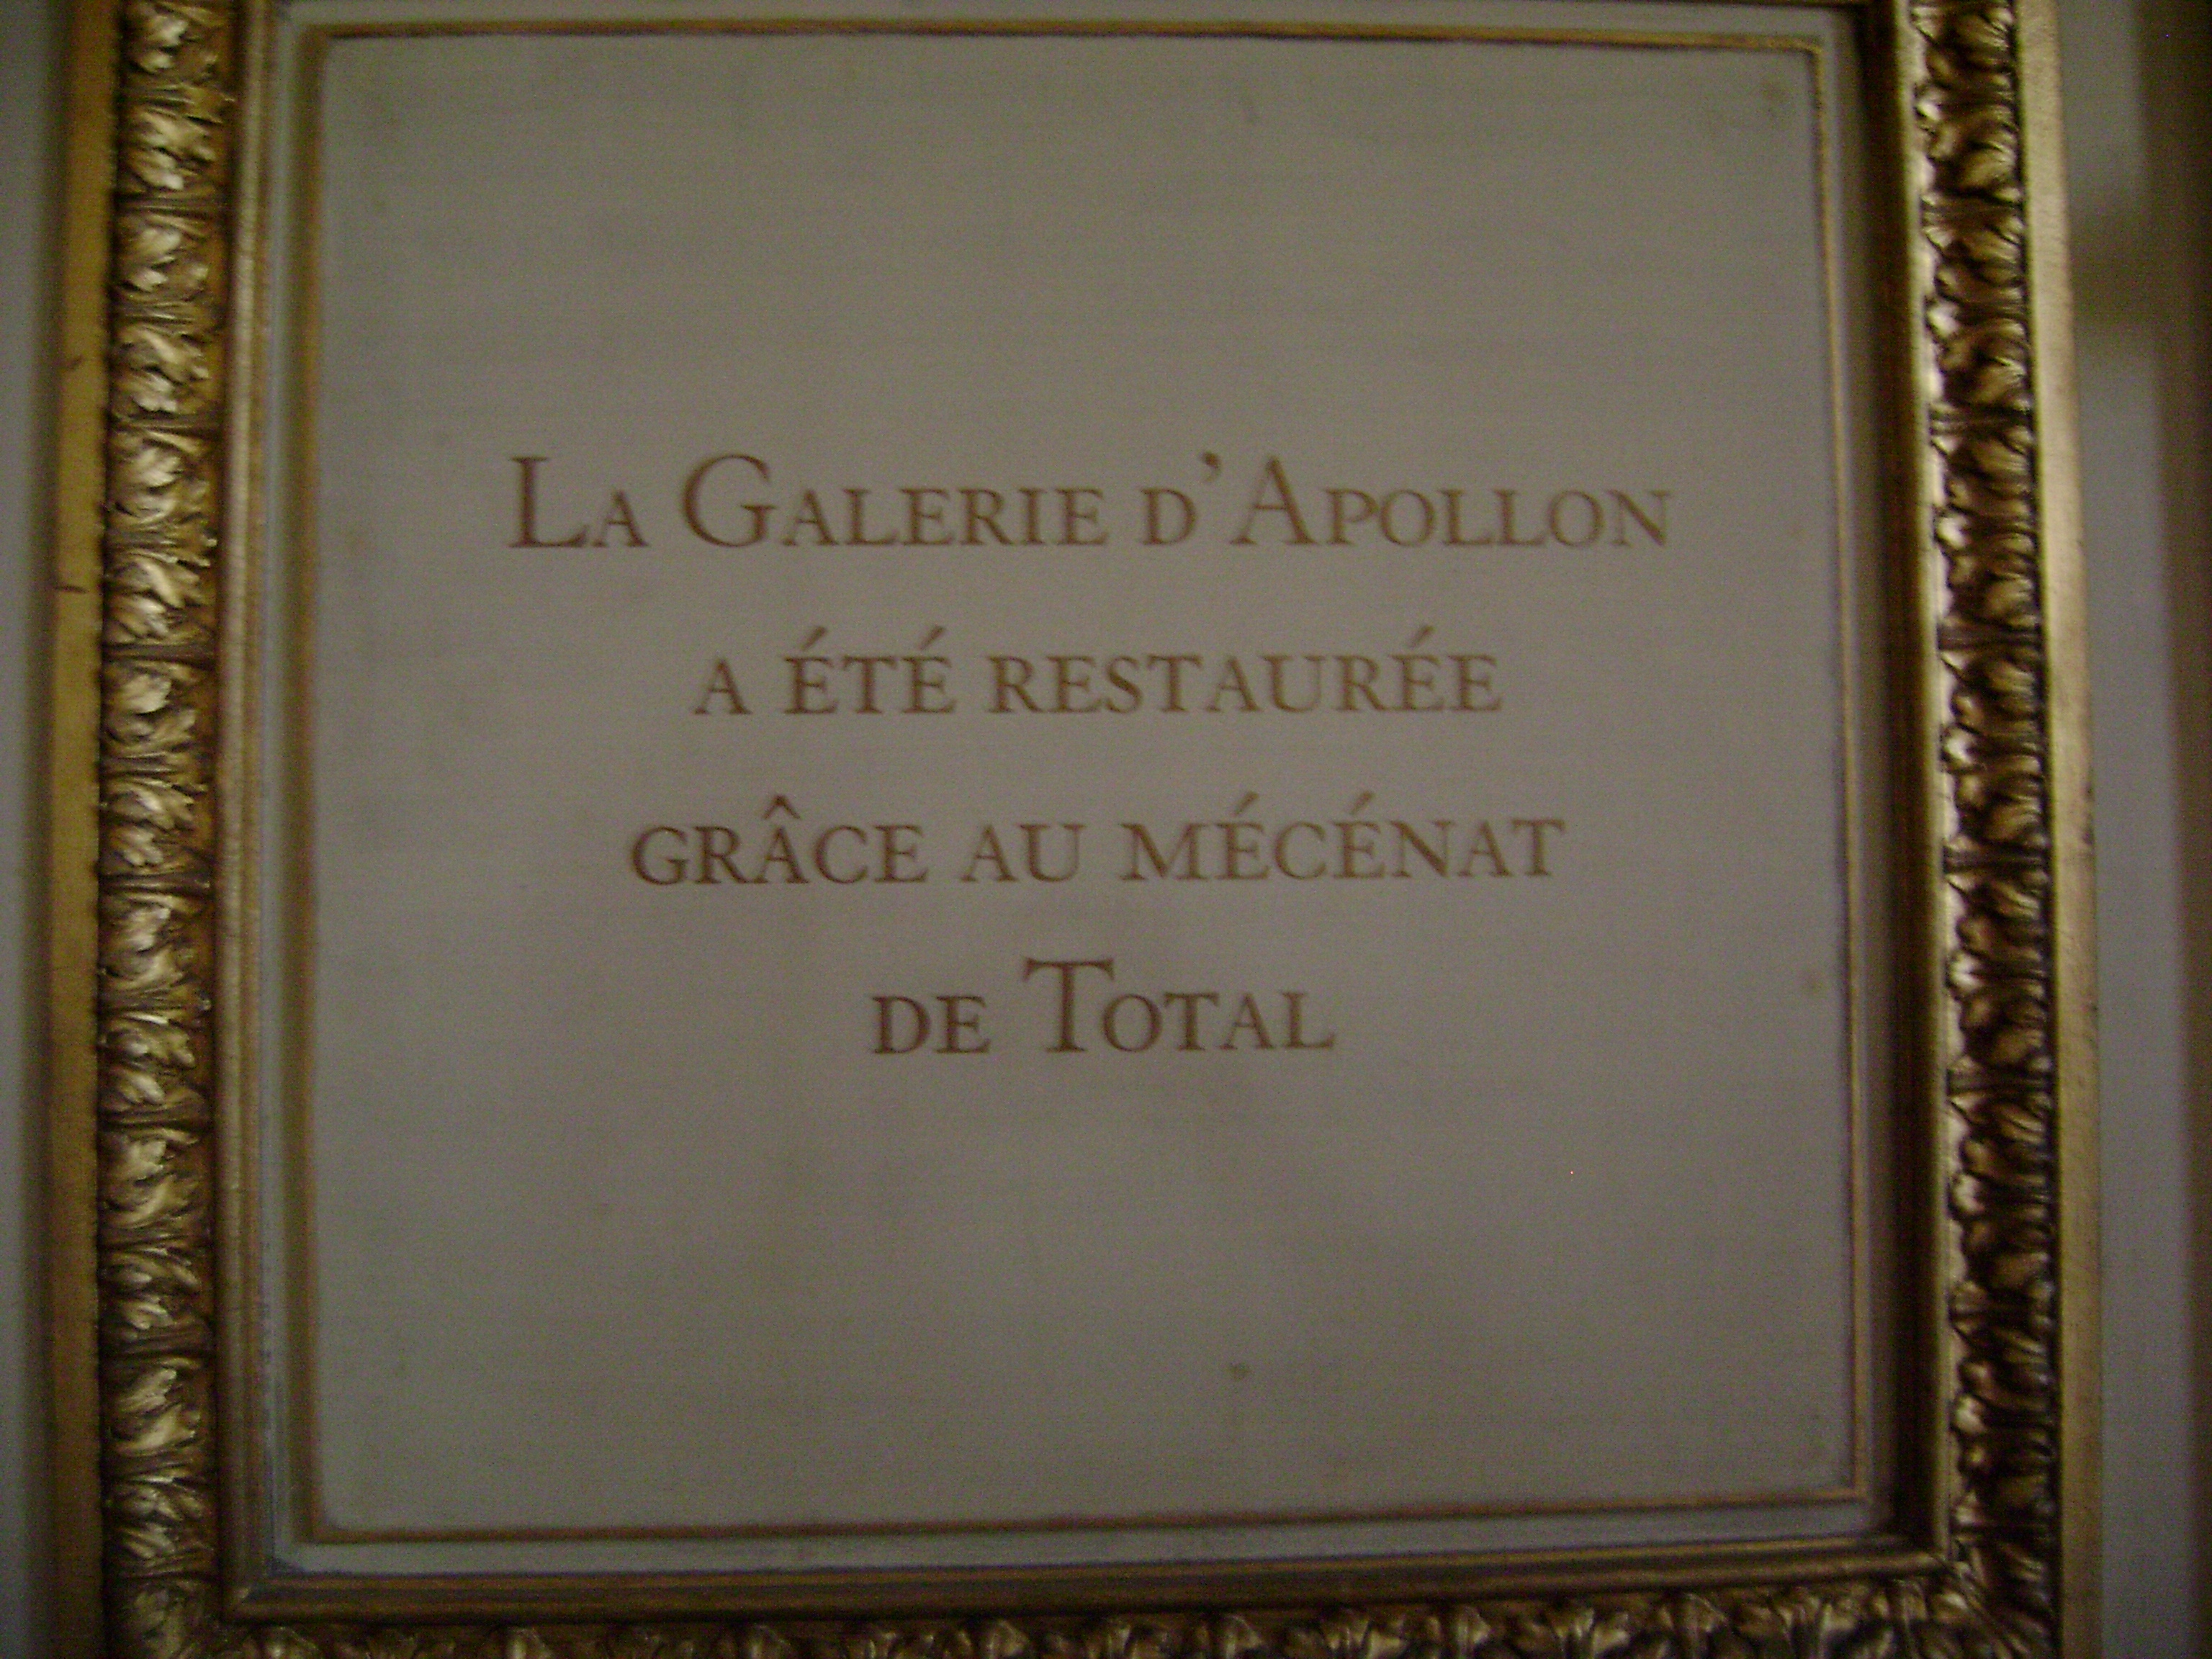 La Galerie d'Apollon
a été restaurée
grâce au mécénat
de Total